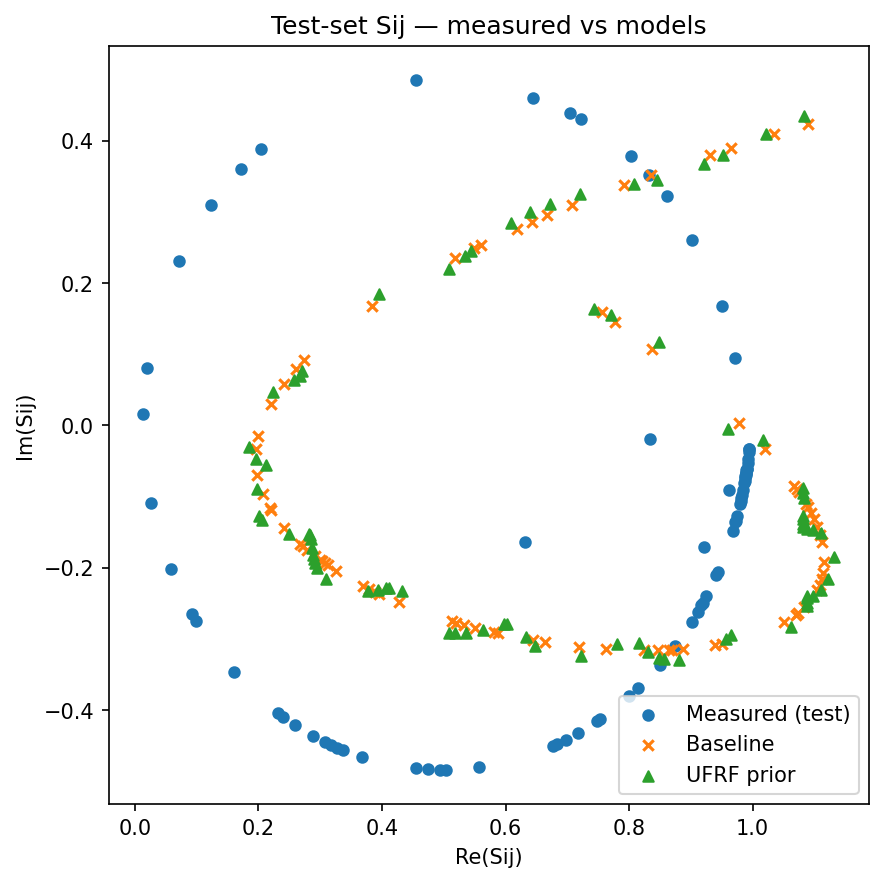 Test-set Sij — measured vs models
Im(Sij)
0.4
0.2
0.0
−0.2
−0.4
Measured (test)
Baseline
UFRF prior
0.0 0.2 0.4 0.6 0.8 1.0
Re(Sij)